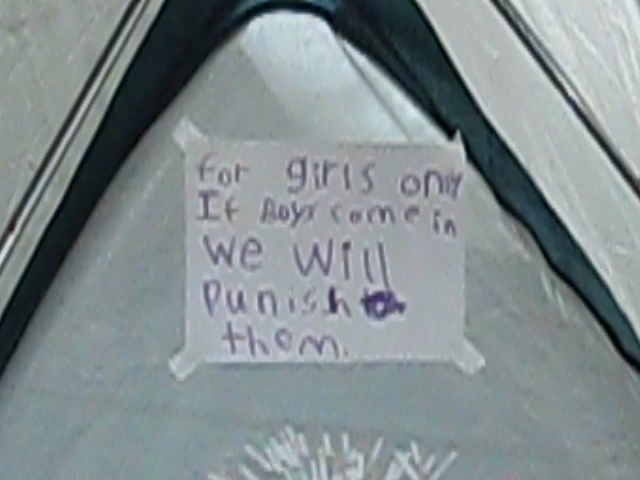 for girls only
If Boys come in
we will
punish
them.